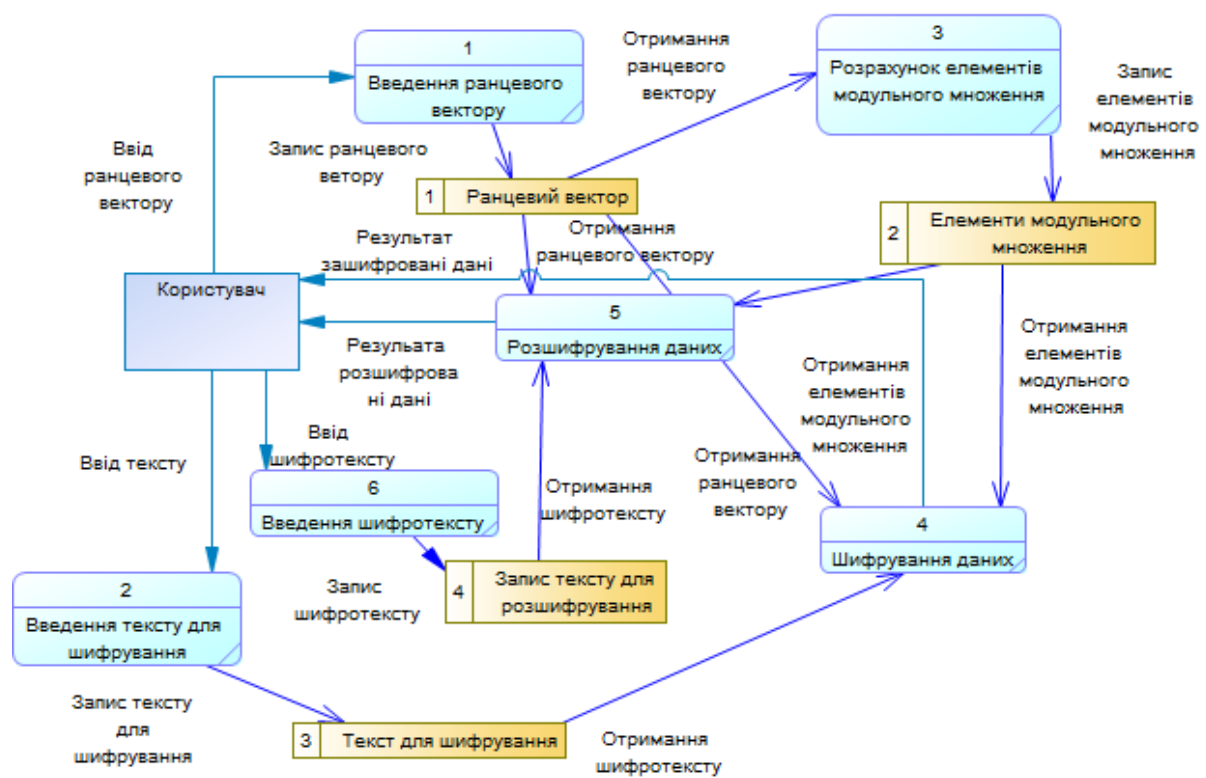 1
Введення ранцевого
вектору
Отримання
ранцевого
вектору
3
Розрахунок елементів
модульного множення
Запис
елементів
модульного
множення
Ввід
ранцевого
вектору
Запис ранцевого
ветору
1
Ранцевий вектор
2
Елементи модульного
множення
Результат
зашифровані дані
Отримання
ранцевого вектору
Користувач
5
Розшифрування даних
Резульата
розшифрова
ні дані
Отримання
елементів
модульного
множення
Отримання
елементів
модульного
множення
Ввід тексту
Ввід
шифротексту
6
Введення шифротексту
Отримання
шифротексту
Отримання
ранцевого
вектору
4
Шифрування даних
Запис
шифротексту
4
Запис тексту для
розшифрування
2
Введення тексту для
шифрування
Запис тексту
для
шифрування
3
Текст для шифрування
Отримання
шифротексту